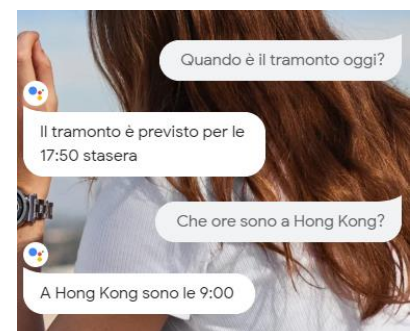 Quando è il tramonto oggi?
Il tramonto è previsto per le
17:50 stasera
Che ore sono a Hong Kong?
A Hong Kong sono le 9:00